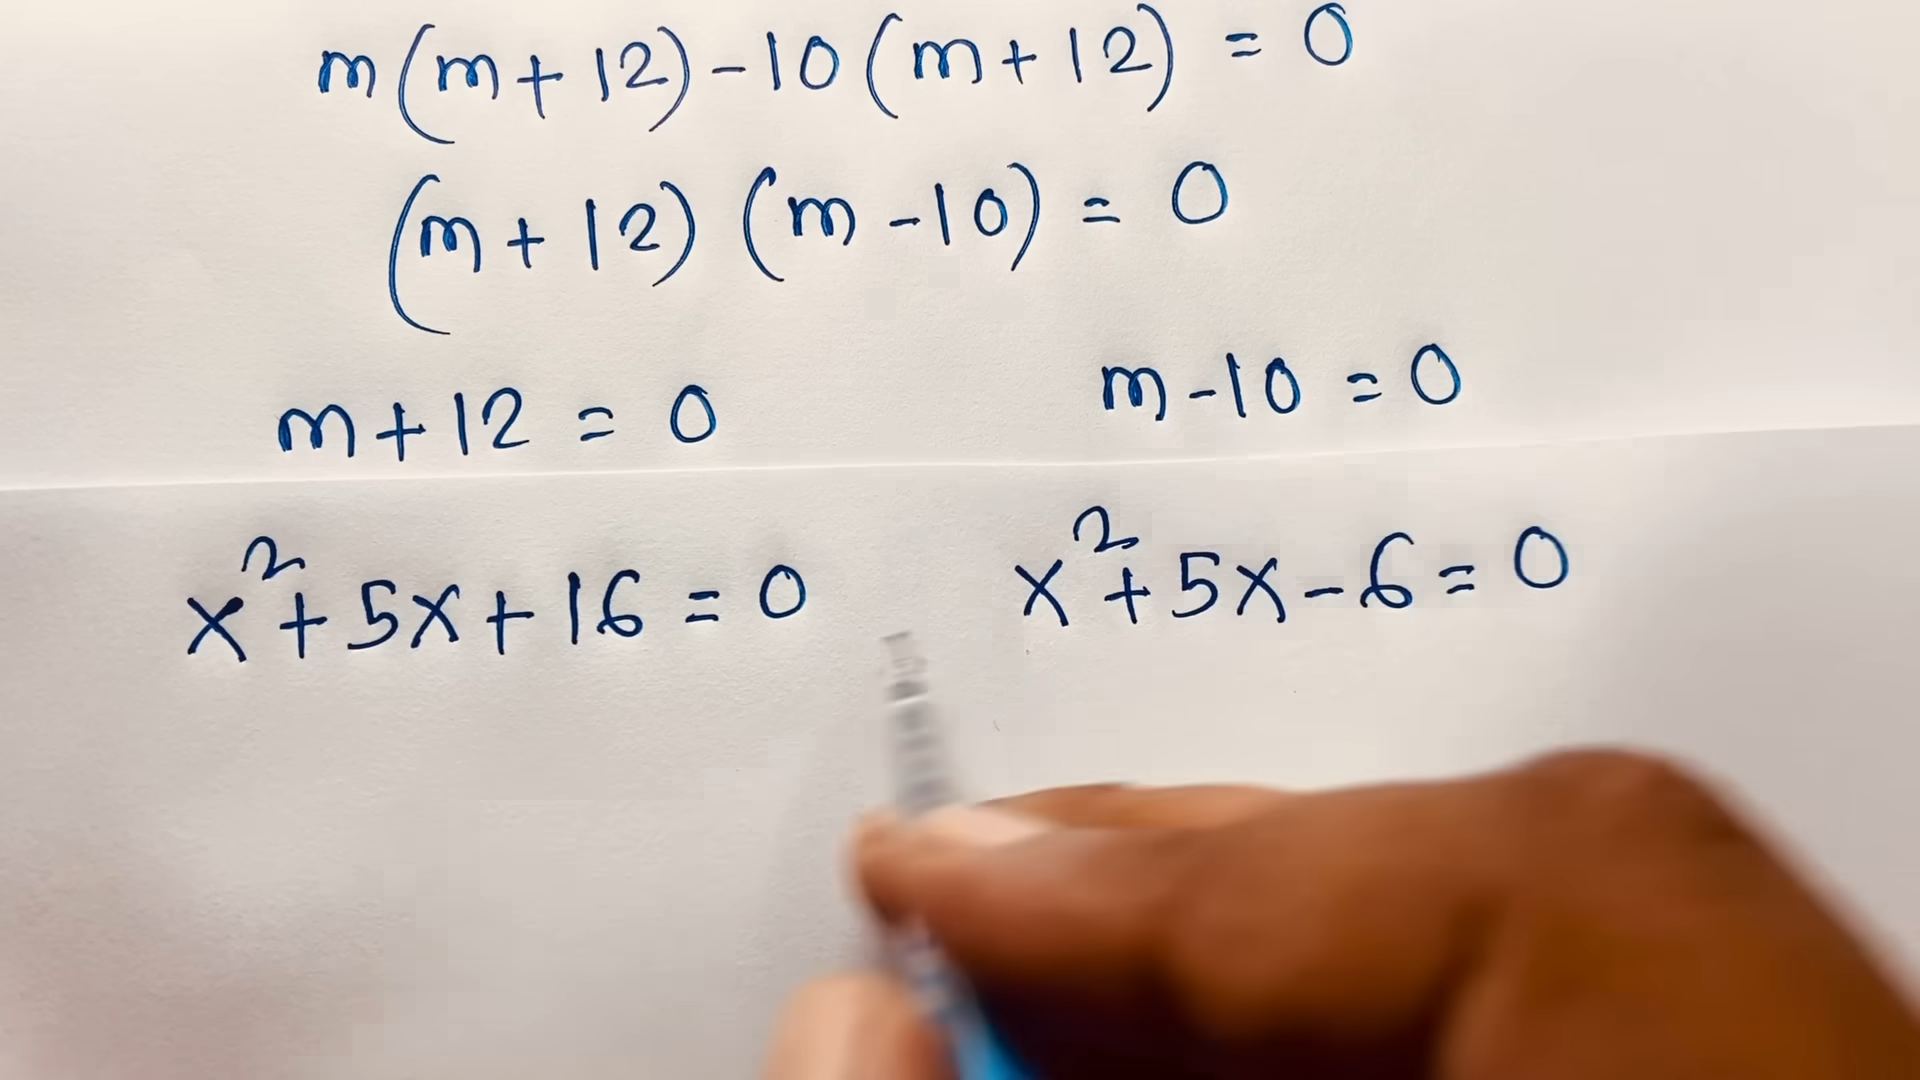 m(m+12)-10(m+12) = 0
(m+12)(m-10) = 0
m+12 = 0 m-10 = 0
x²+5x+16 = 0 x²+5x-6 = 0